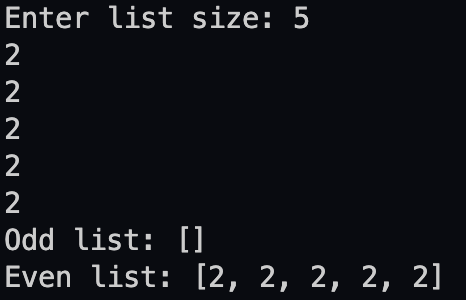 Enter list size: 5
2
2
2
2
2
Odd list: []
Even list: [2, 2, 2, 2, 2]